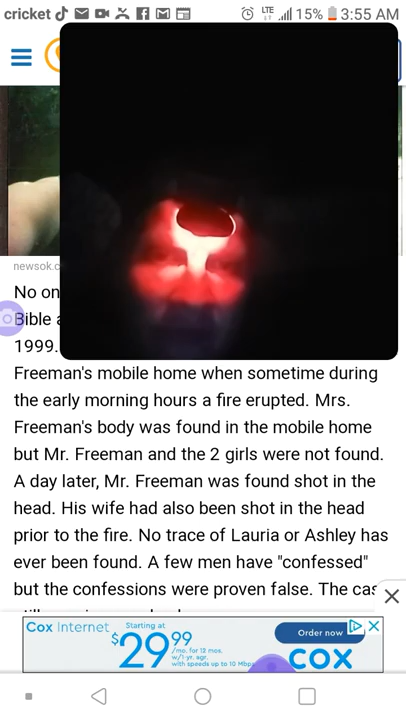 cricket 15% 3:55 AM
LTE
newsok.c
No on
Bible a
1999.
Freeman's mobile home when sometime during
the early morning hours a fire erupted. Mrs.
Freeman's body was found in the mobile home
but Mr. Freeman and the 2 girls were not found.
A day later, Mr. Freeman was found shot in the
head. His wife had also been shot in the head
prior to the fire. No trace of Lauria or Ashley has
ever been found. A few men have "confessed"
but the confessions were proven false. The cas
Cox Internet
Starting at
$29.99
/mo. for 12 mos.
w/1-yr. agr.
with speeds up to 10 Mbps
Order now
COX